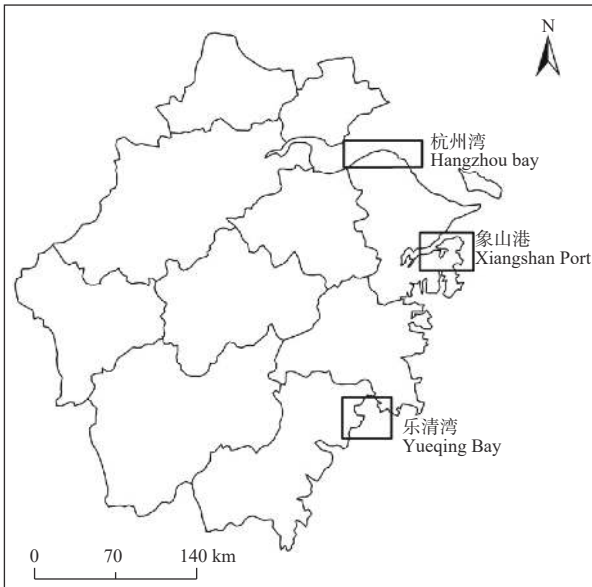 N
杭州湾
Hangzhou bay
象山港
Xiangshan Port
乐清湾
Yueqing Bay
0 70 140 km